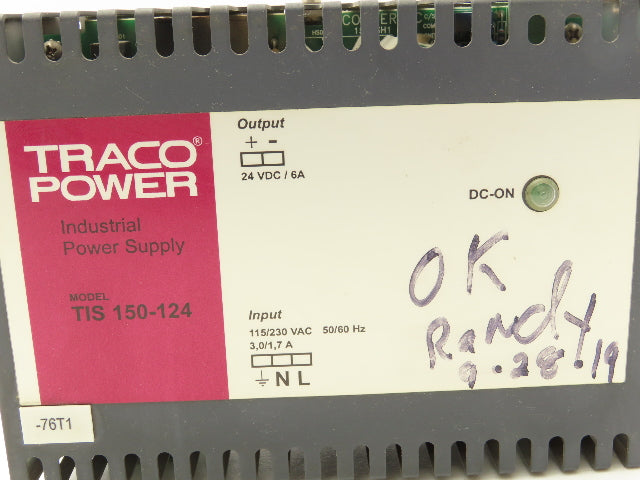 TRACO®
POWER
Industrial
Power Supply
MODEL
TIS 150-124
-76T1
Output
+ -
24 VDC / 6A
DC-ON
OK
Randy
9.28.19
Input
115/230 VAC 50/60 Hz
3,0/1,7 A
⏚ N L